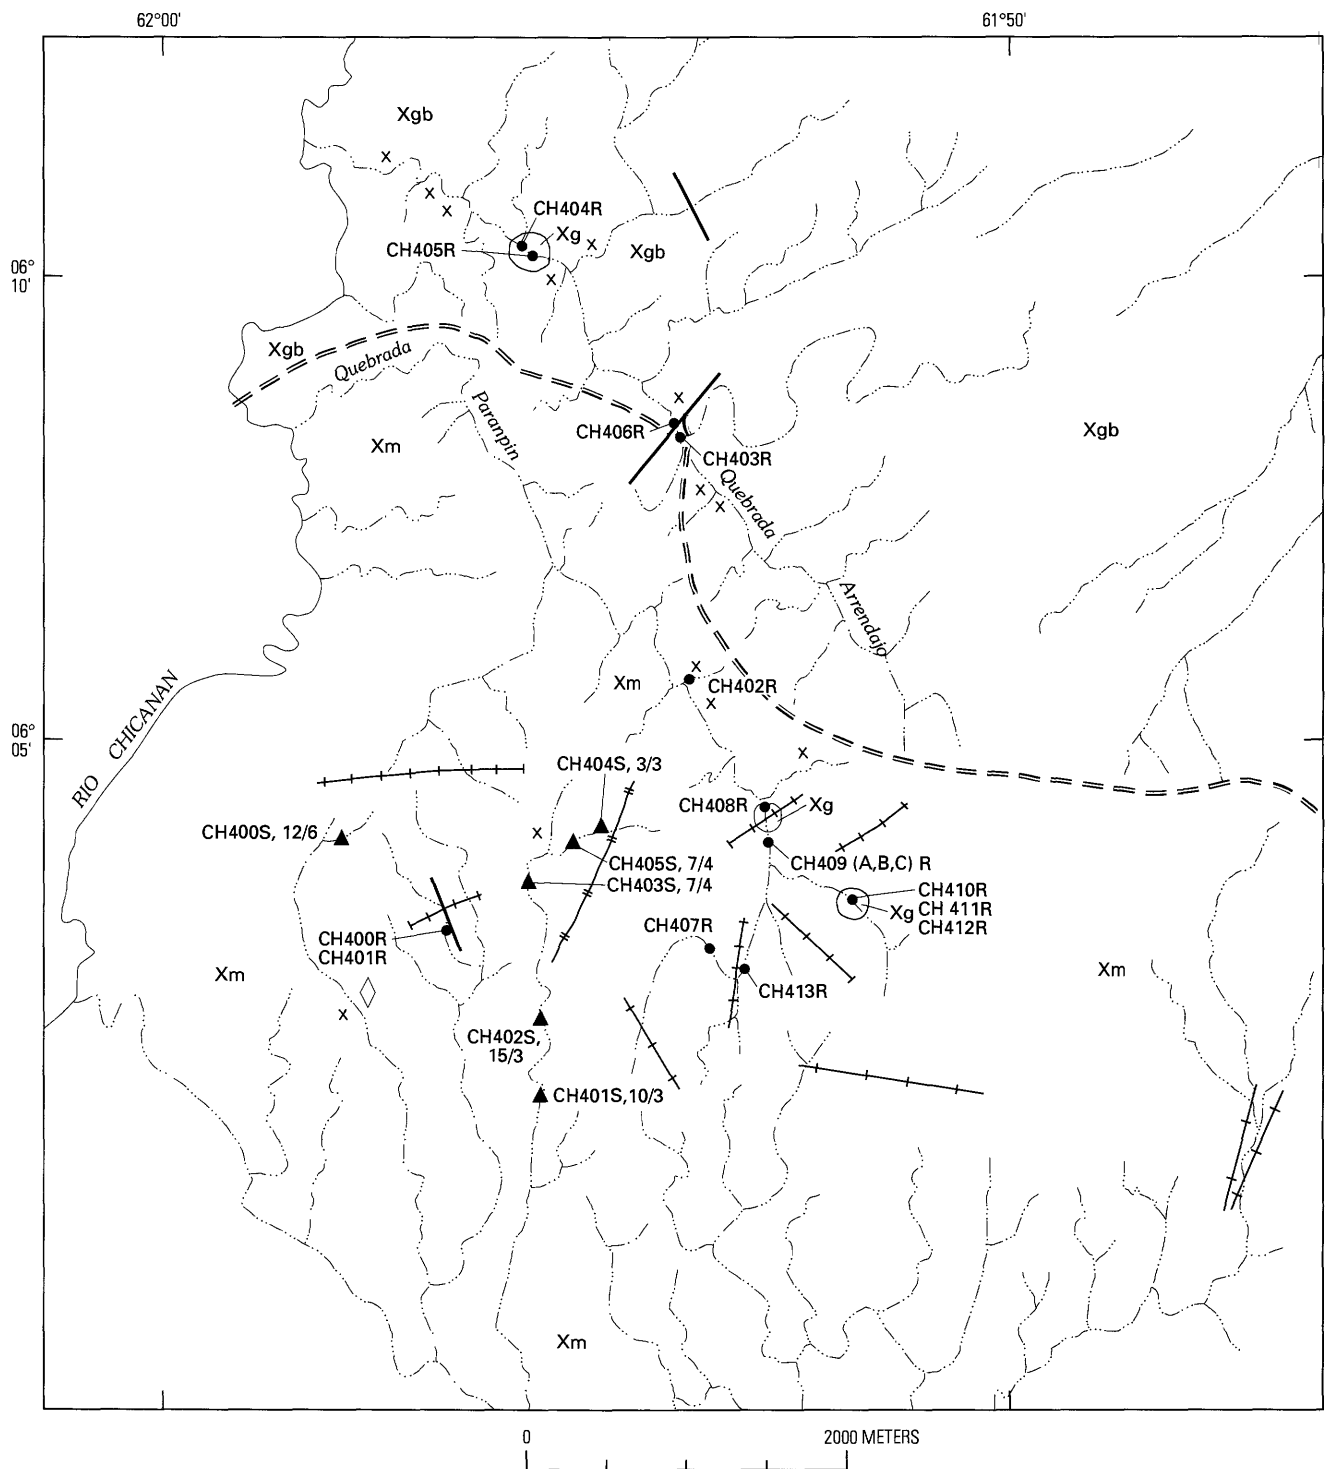 62°00'
61°50'
Xgb
CH404R
Xg
CH405R
Xgb
06°
10'
Xgb
Quebrada
Paranpin
Xm
CH406R
CH403R
Xgb
Quebrada
Arrendajo
Xm
CH402R
RIO CHICANAN
06°
05'
CH404S, 3/3
CH408R
Xg
CH400S, 12/6
CH405S, 7/4
CH409 (A,B,C) R
CH403S, 7/4
CH410R
Xg CH 411R
CH412R
CH407R
CH400R
CH401R
Xm
Xm
CH413R
CH402S,
15/3
CH401S,10/3
Xm
0 2000 METERS